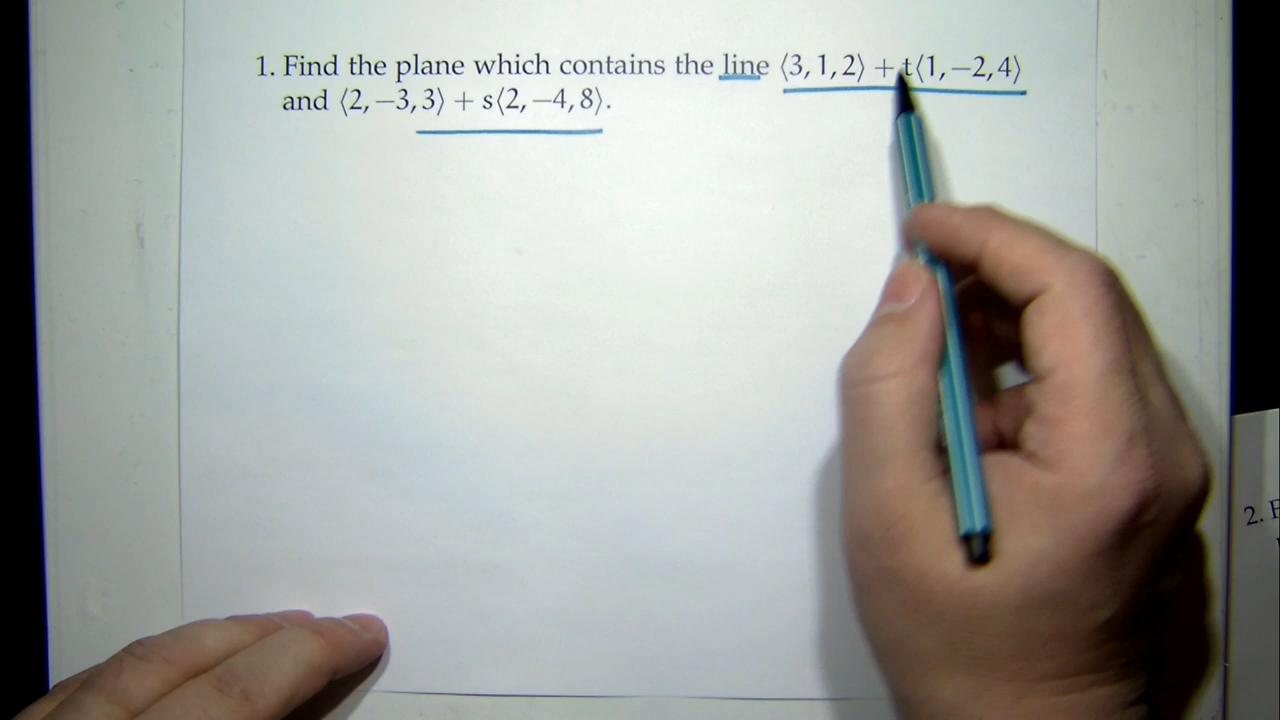 1. Find the plane which contains the line ⟨3, 1, 2⟩ + t⟨1, −2, 4⟩
and ⟨2, −3, 3⟩ + s⟨2, −4, 8⟩.
2.